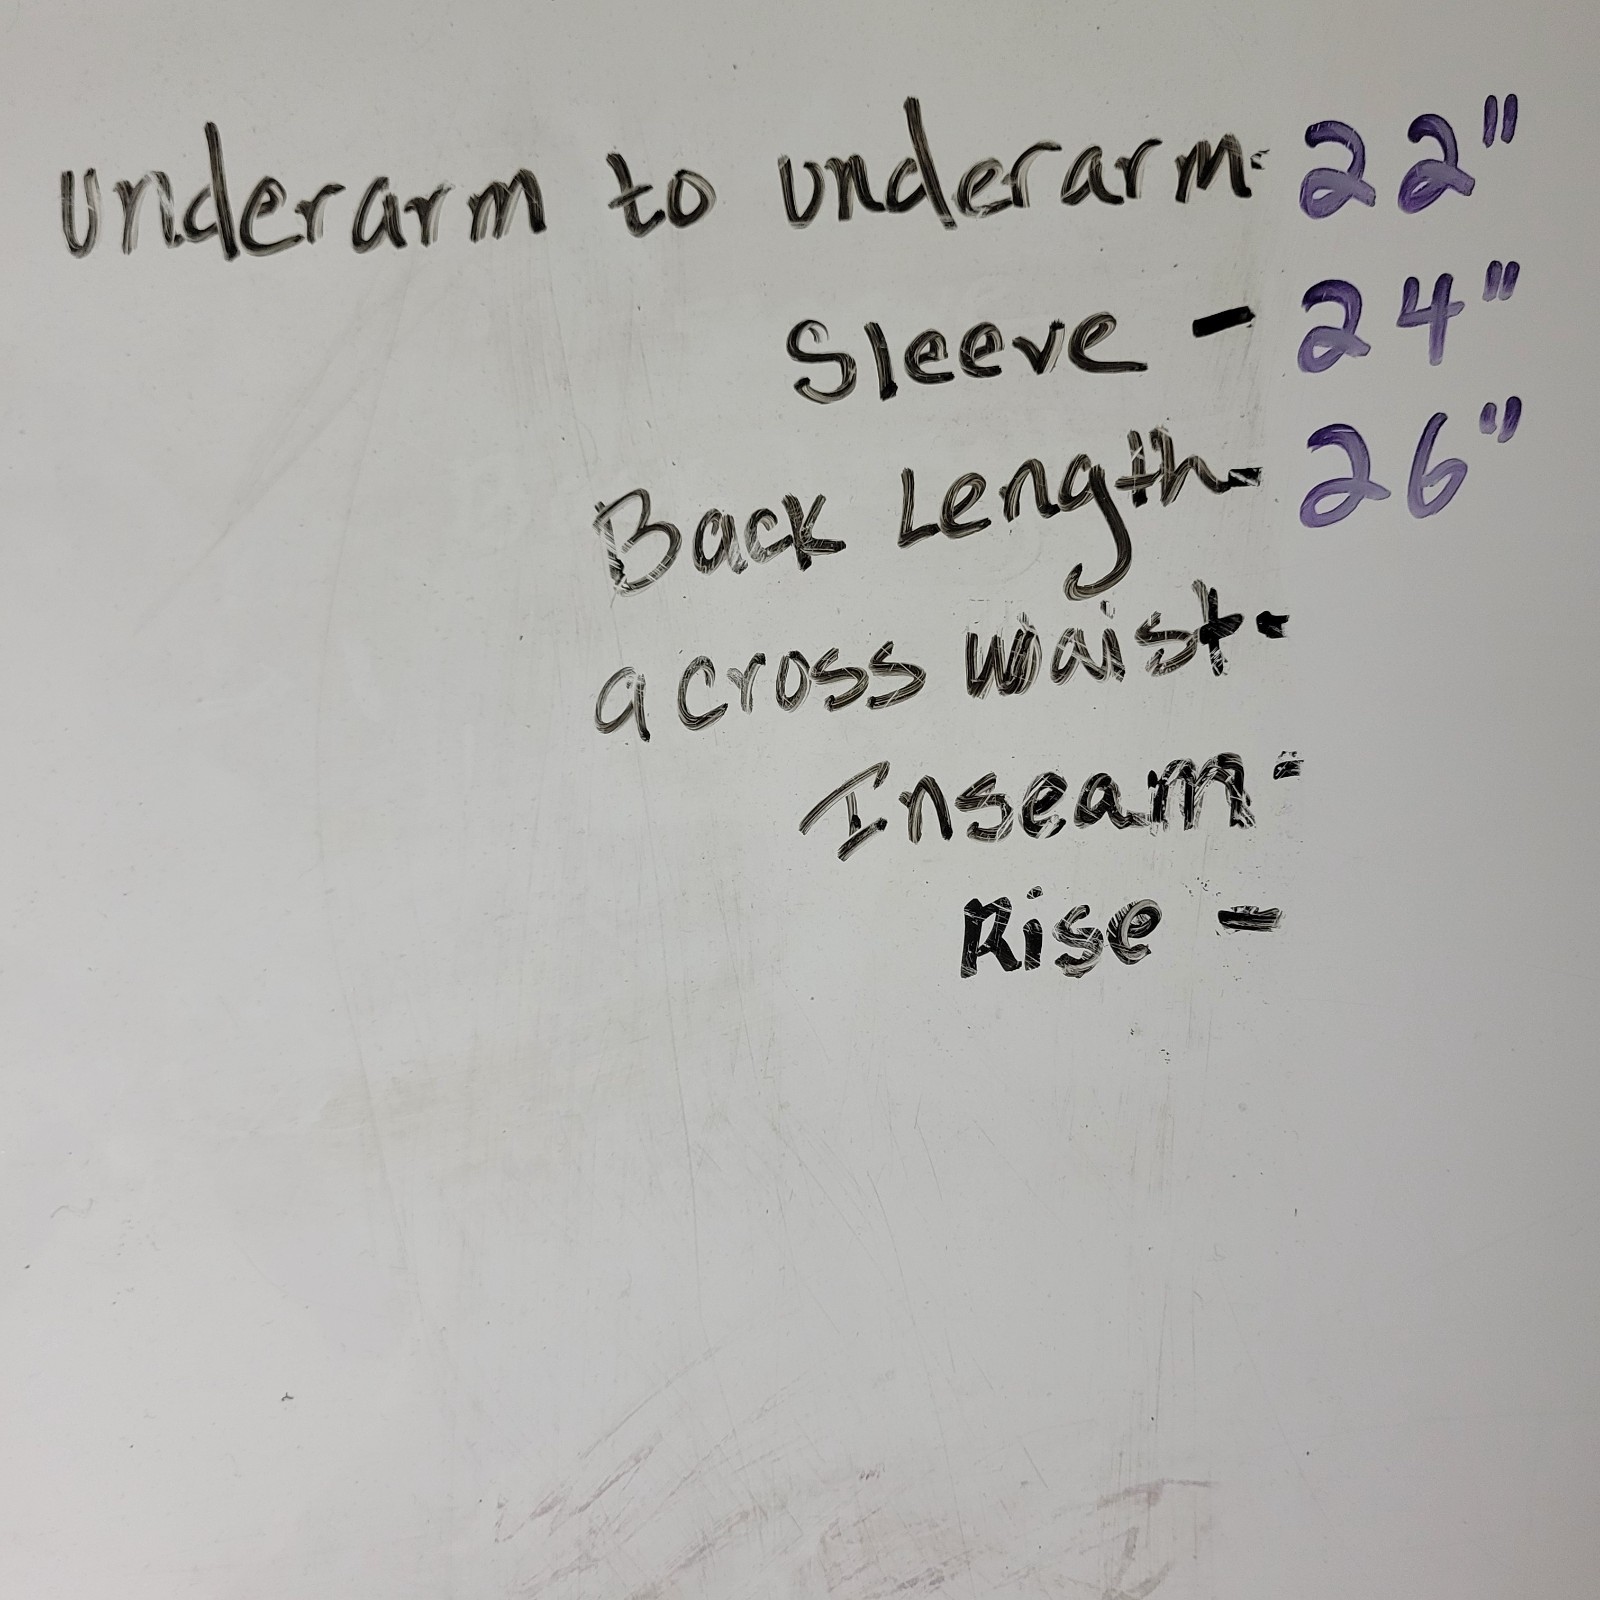 underarm to underarm- 22"
Sleeve - 24"
Back Length- 26"
across waist-
Inseam-
Rise -